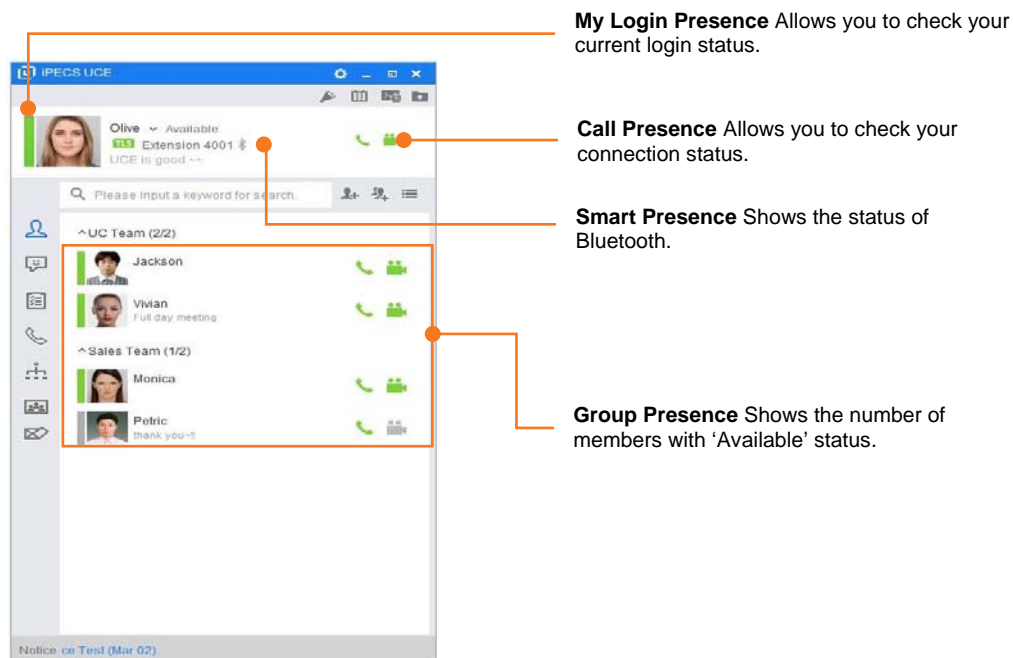 My Login Presence Allows you to check your
current login status.
iPECS UCE
Olive Available
TLS Extension 4001
UCE is good ~~
Call Presence Allows you to check your
connection status.
Please input a keyword for search.
Smart Presence Shows the status of
Bluetooth.
^UC Team (2/2)
Jackson
Vivian
Full day meeting
^Sales Team (1/2)
Monica
Petric
thank you~!!
Group Presence Shows the number of
members with ‘Available’ status.
Notice ce Test (Mar 02)